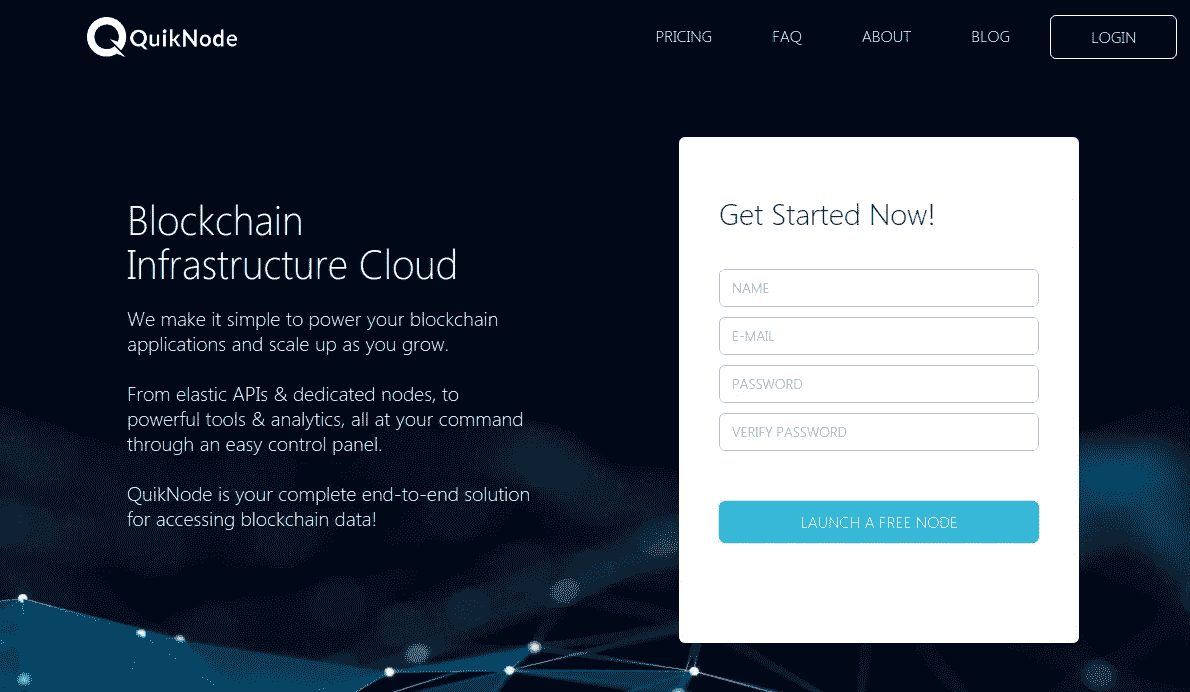 QuikNode
PRICING
FAQ
ABOUT
BLOG
LOGIN
Blockchain
Infrastructure Cloud
We make it simple to power your blockchain
applications and scale up as you grow.
From elastic APIs & dedicated nodes, to
powerful tools & analytics, all at your command
through an easy control panel.
QuikNode is your complete end-to-end solution
for accessing blockchain data!
Get Started Now!
NAME
E-MAIL
PASSWORD
VERIFY PASSWORD
LAUNCH A FREE NODE